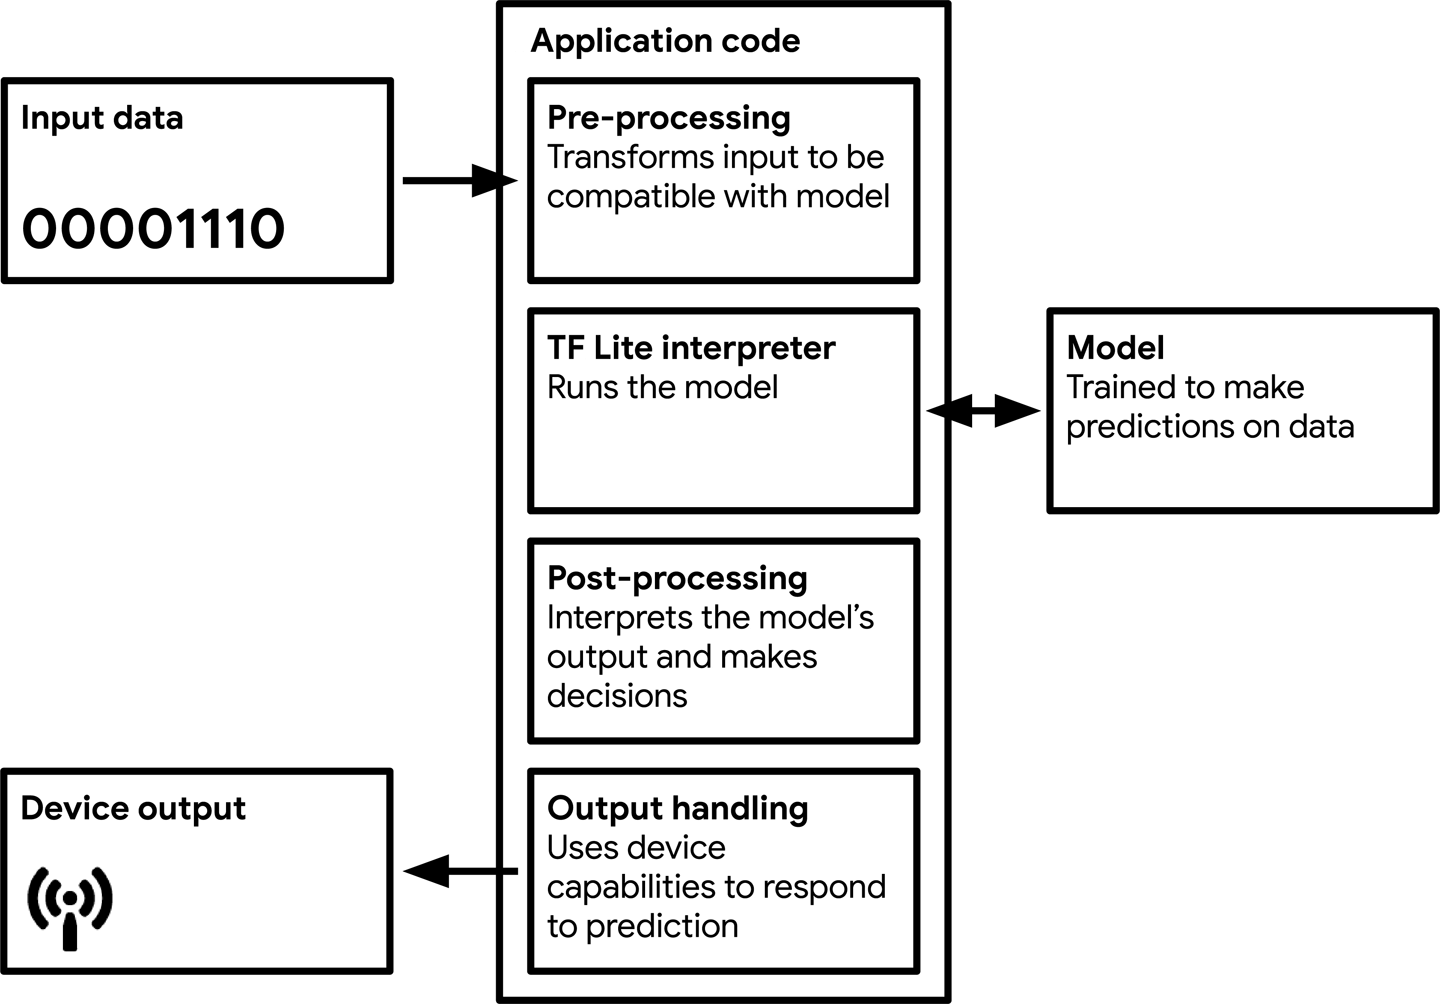 Application code
Input data
00001110
Pre-processing
Transforms input to be
compatible with model
TF Lite interpreter
Runs the model
Model
Trained to make
predictions on data
Post-processing
Interprets the model’s
output and makes
decisions
Device output
Output handling
Uses device
capabilities to respond
to prediction